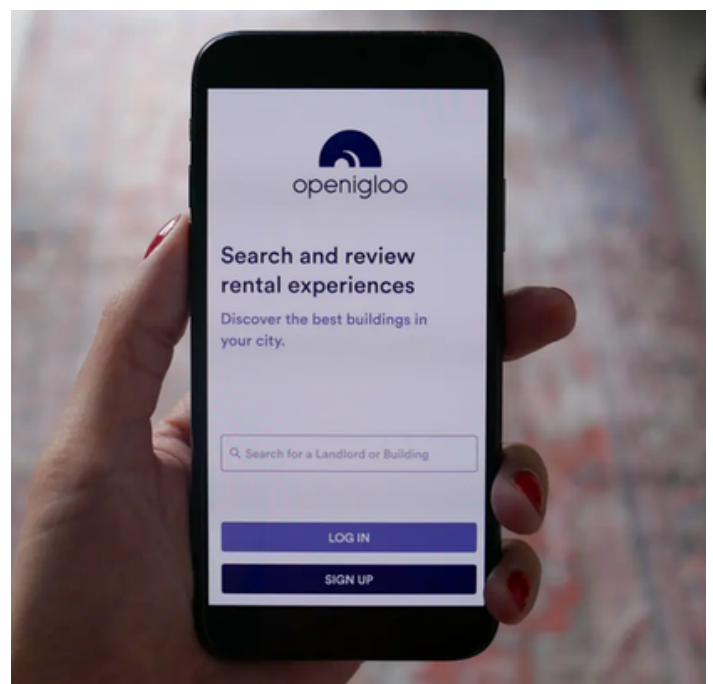 openigloo
Search and review
rental experiences
Discover the best buildings in
your city.
Search for a Landlord or Building
LOG IN
SIGN UP